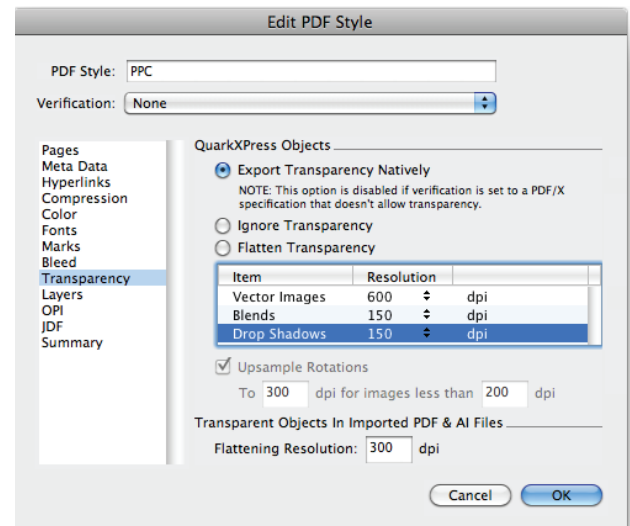 Edit PDF Style
PDF Style: PPC
Verification: None
Pages
Meta Data
Hyperlinks
Compression
Color
Fonts
Marks
Bleed
Transparency
Layers
OPI
JDF
Summary
QuarkXPress Objects
Export Transparency Natively
NOTE: This option is disabled if verification is set to a PDF/X
specification that doesn't allow transparency.
Ignore Transparency
Flatten Transparency
Item Resolution
Vector Images 600 dpi
Blends 150 dpi
Drop Shadows 150 dpi
Upsample Rotations
To 300 dpi for images less than 200 dpi
Transparent Objects In Imported PDF & AI Files
Flattening Resolution: 300 dpi
Cancel OK